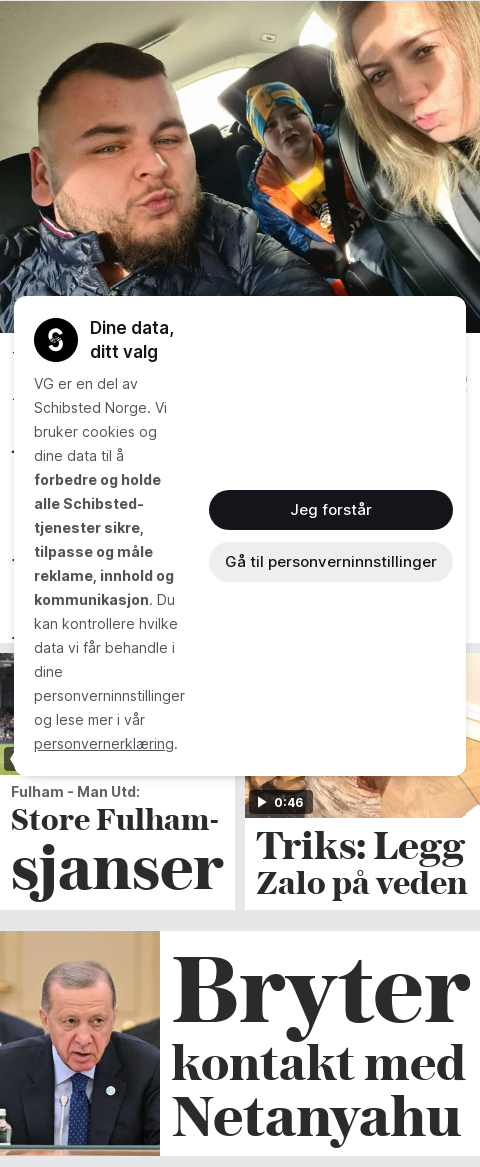 Dine data,
ditt valg
VG er en del av
Schibsted Norge. Vi
bruker cookies og
dine data til å
forbedre og holde
alle Schibsted-
tjenester sikre,
tilpasse og måle
reklame, innhold og
kommunikasjon. Du
kan kontrollere hvilke
data vi får behandle i
dine
personverninnstillinger
og lese mer i vår
personvernerklæring.
Jeg forstår
Gå til personverninnstillinger
Fulham - Man Utd:
Store Fulham-
sjanser
0:46
Triks: Legg
Zalo på veden
Bryter
kontakt med
Netanyahu